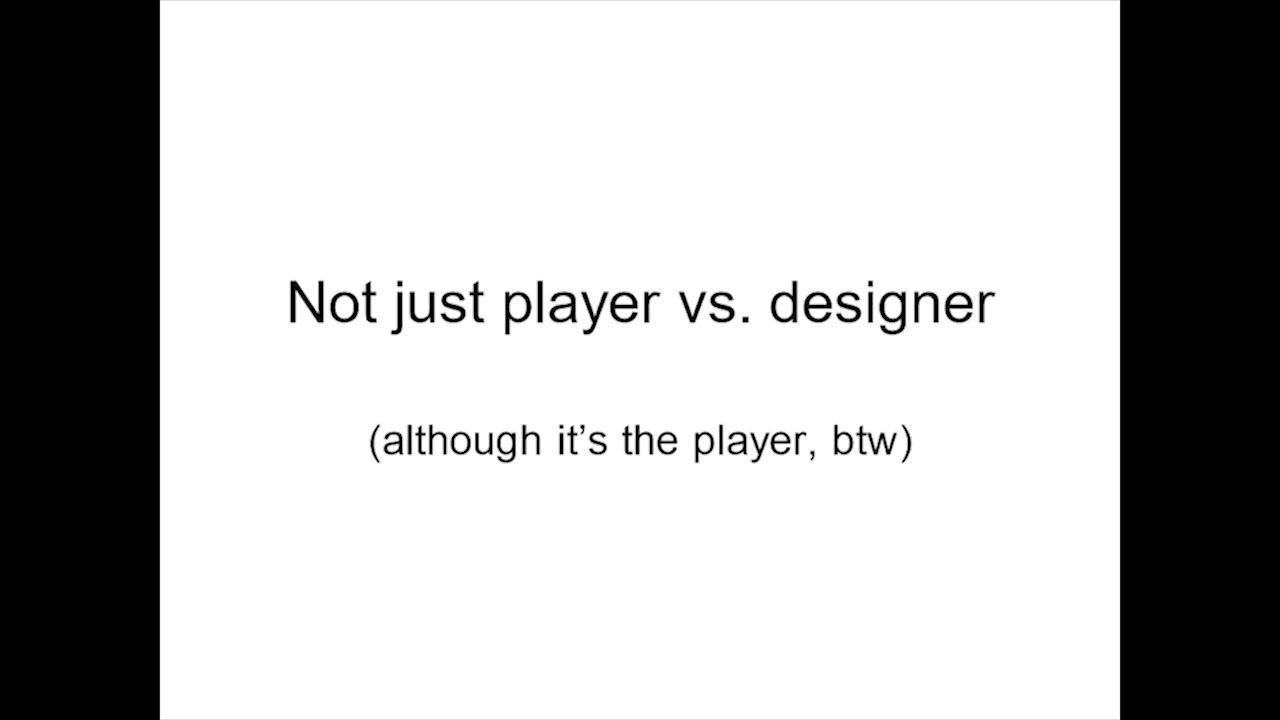 Not just player vs. designer
(although it’s the player, btw)